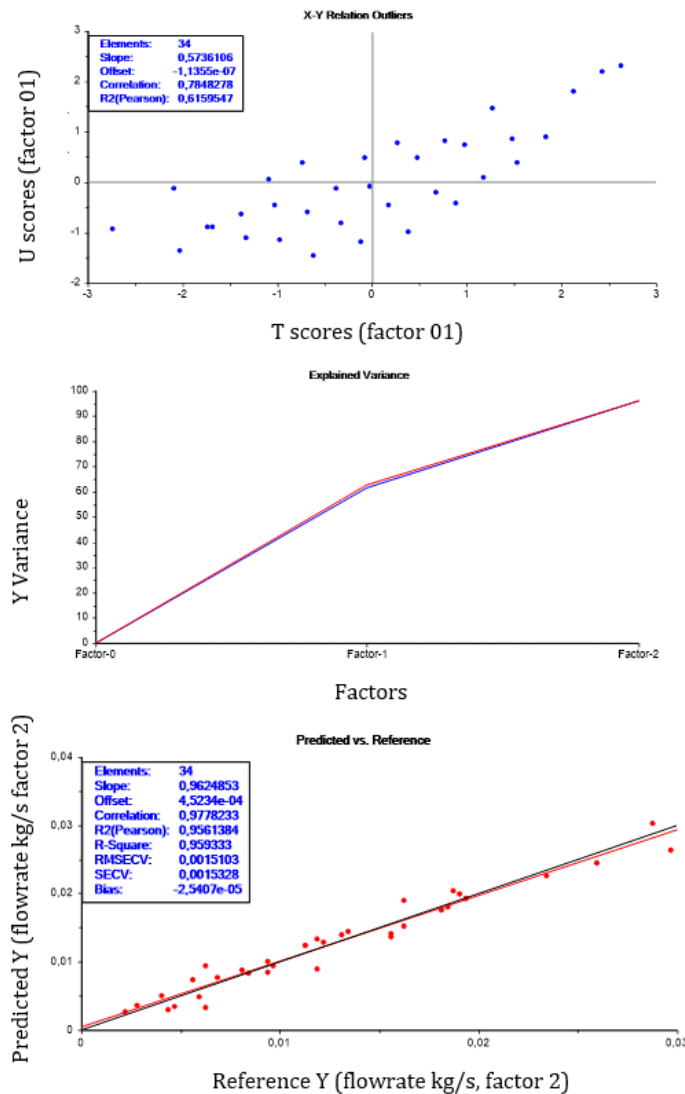 X-Y Relation Outliers
Elements: 34
Slope: 0,5736106
Offset: -1,1355e-07
Correlation: 0,7848278
R2(Pearson): 0,6159547
U scores (factor 01)
3
2
1
0
-1
-2
-3 -2 -1 0 1 2 3
T scores (factor 01)
Explained Variance
Y Variance
100
90
80
70
60
50
40
30
20
10
0
Factor-0 Factor-1 Factor-2
Factors
Predicted vs. Reference
Elements: 34
Slope: 0,9624853
Offset: 4,5234e-04
Correlation: 0,9778233
R2(Pearson): 0,9561384
R-Square: 0,959333
RMSECV: 0,0015103
SECV: 0,0015328
Bias: -2,5407e-05
Predicted Y (flowrate kg/s factor 2)
0,04
0,03
0,02
0,01
0
0 0,01 0,02 0,03
Reference Y (flowrate kg/s, factor 2)